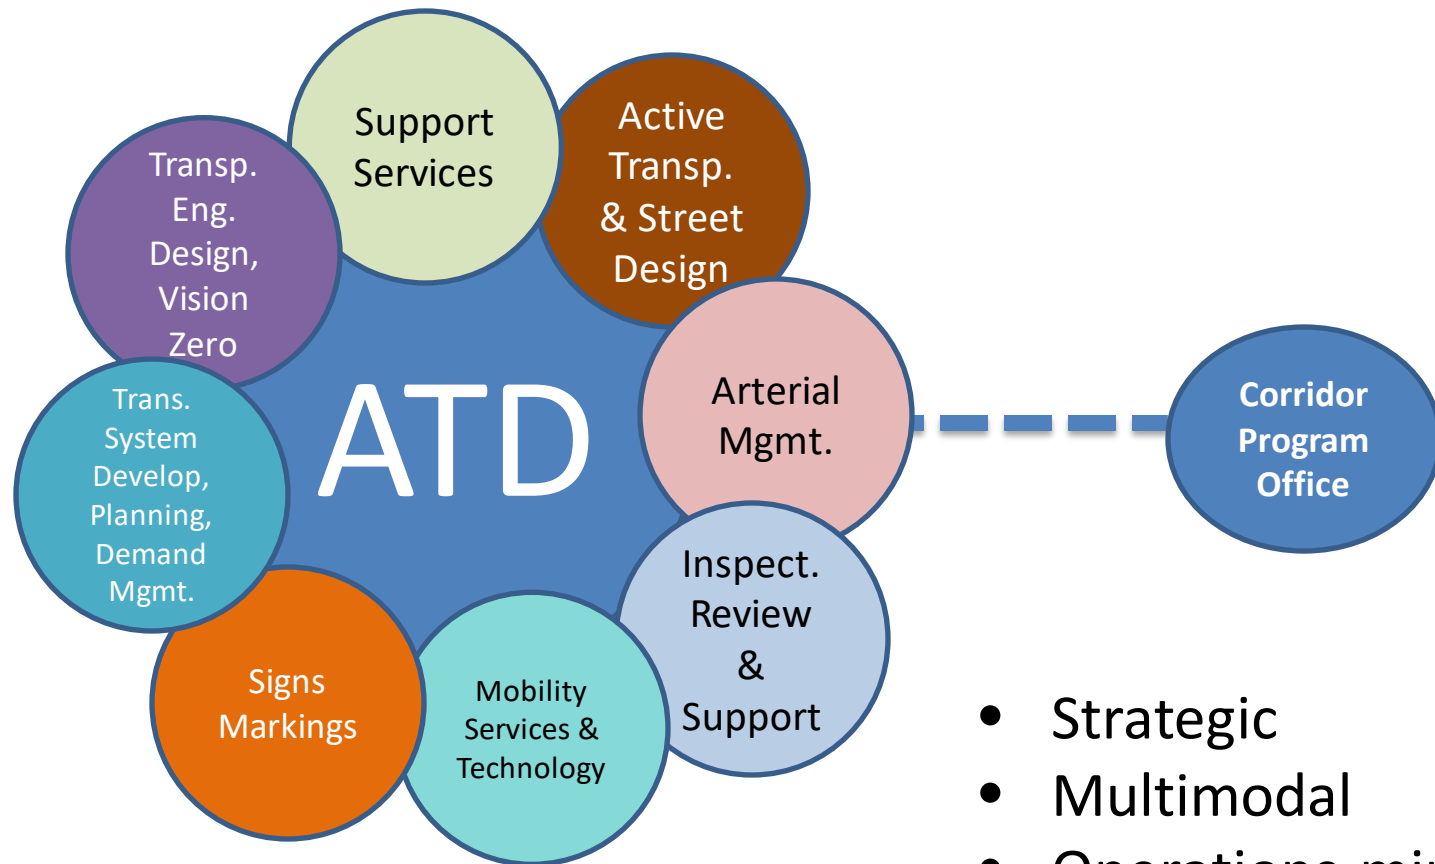 Support
Services
Active
Transp.
& Street
Design
Transp.
Eng.
Design,
Vision
Zero
ATD
Arterial
Mgmt.
Corridor
Program
Office
Trans.
System
Develop,
Planning,
Demand
Mgmt.
Inspect.
Review
&
Support
Signs
Markings
Mobility
Services &
Technology
• Strategic
• Multimodal